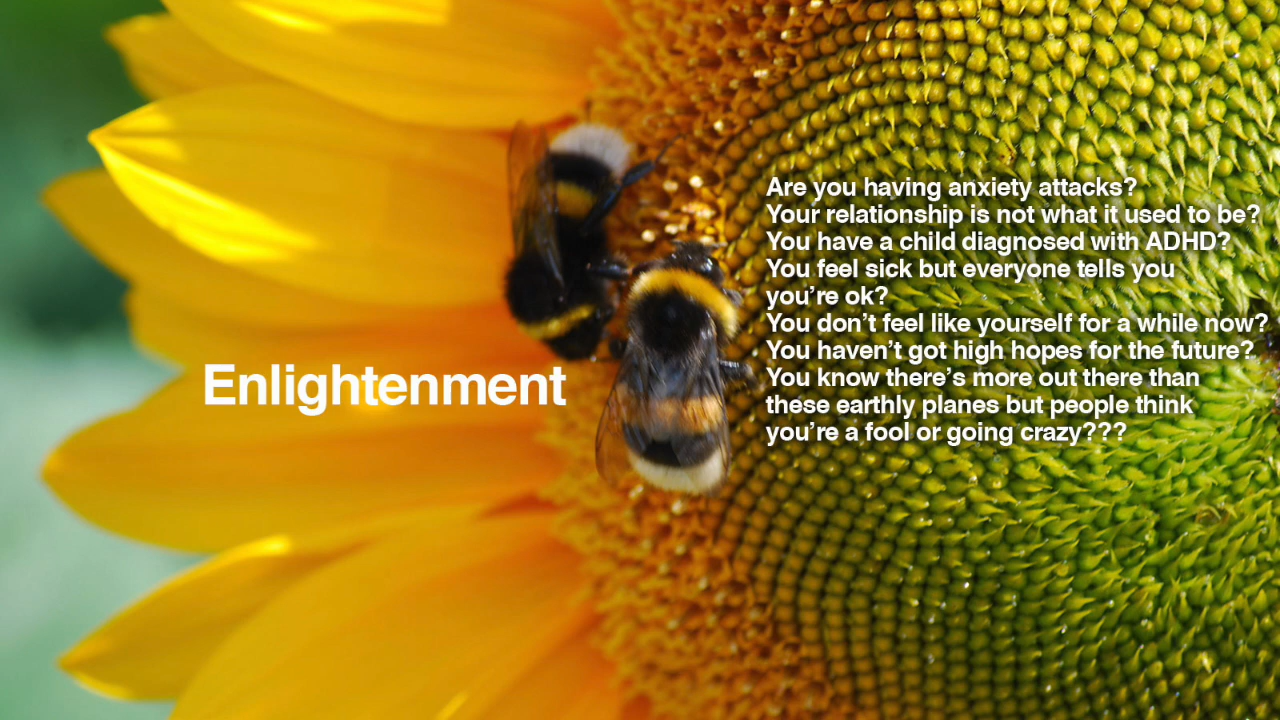 Enlightenment
Are you having anxiety attacks?
Your relationship is not what it used to be?
You have a child diagnosed with ADHD?
You feel sick but everyone tells you
you’re ok?
You don’t feel like yourself for a while now?
You haven’t got high hopes for the future?
You know there’s more out there than
these earthly planes but people think
you’re a fool or going crazy???